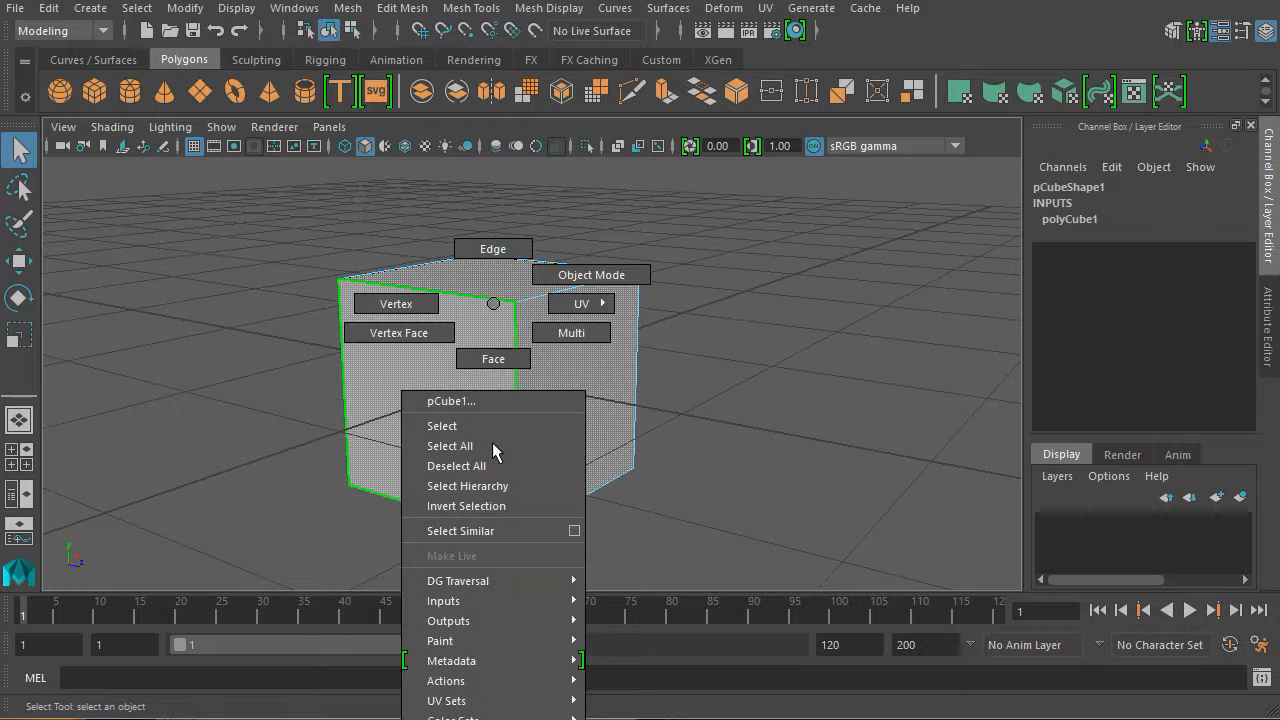 File Edit Create Select Modify Display Windows Mesh Edit Mesh Mesh Tools Mesh Display Curves Surfaces Deform UV Generate Cache Help
Modeling No Live Surface IPR
Curves / Surfaces Polygons Sculpting Rigging Animation Rendering FX FX Caching Custom XGen
T SVG
View Shading Lighting Show Renderer Panels
0.00 1.00 ON sRGB gamma
Channel Box / Layer Editor
Channels Edit Object Show
pCubeShape1
INPUTS
polyCube1
Channel Box / Layer Editor
Attribute Editor
Edge
Object Mode
Vertex UV
Vertex Face Multi
Face
pCube1...
Select
Select All
Deselect All
Select Hierarchy
Invert Selection
Select Similar
Make Live
DG Traversal
Inputs
Outputs
Paint
Metadata
Actions
UV Sets
Color Sets
Display Render Anim
Layers Options Help
y
z
1 5 10 15 20 25 30 35 40 45 70 75 80 85 90 95 100 105 110 115 12 1
1 1 1 120 200 No Anim Layer No Character Set
MEL
Select Tool: select an object